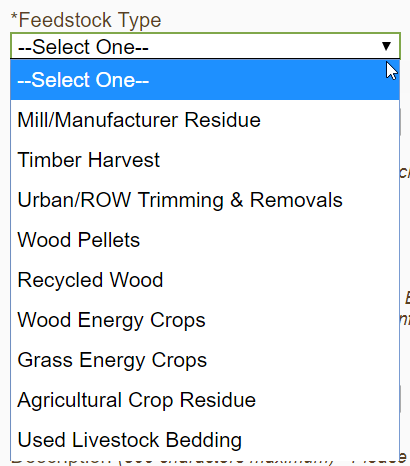 *Feedstock Type
--Select One--
--Select One--
Mill/Manufacturer Residue
Timber Harvest
Urban/ROW Trimming & Removals
Wood Pellets
Recycled Wood
Wood Energy Crops
Grass Energy Crops
Agricultural Crop Residue
Used Livestock Bedding